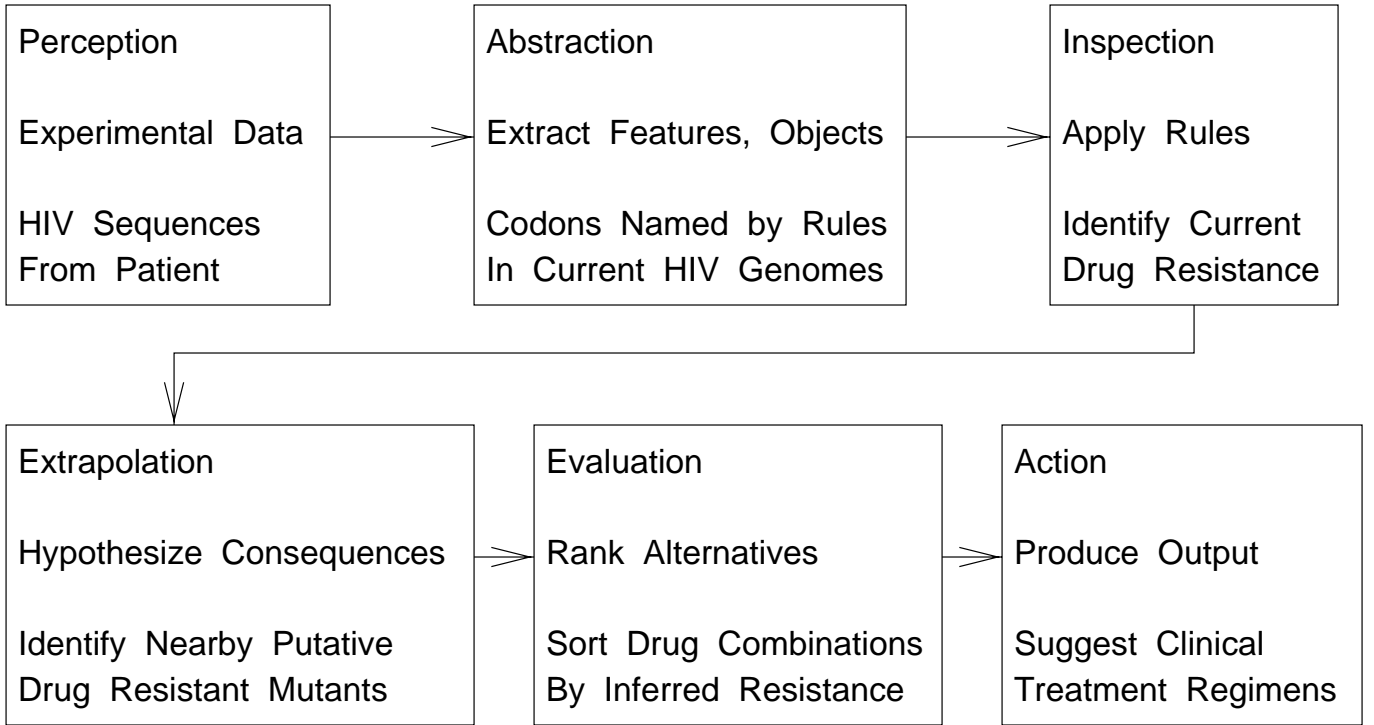 Perception
Experimental Data
HIV Sequences
From Patient
Abstraction
Extract Features, Objects
Codons Named by Rules
In Current HIV Genomes
Inspection
Apply Rules
Identify Current
Drug Resistance
Extrapolation
Hypothesize Consequences
Identify Nearby Putative
Drug Resistant Mutants
Evaluation
Rank Alternatives
Sort Drug Combinations
By Inferred Resistance
Action
Produce Output
Suggest Clinical
Treatment Regimens